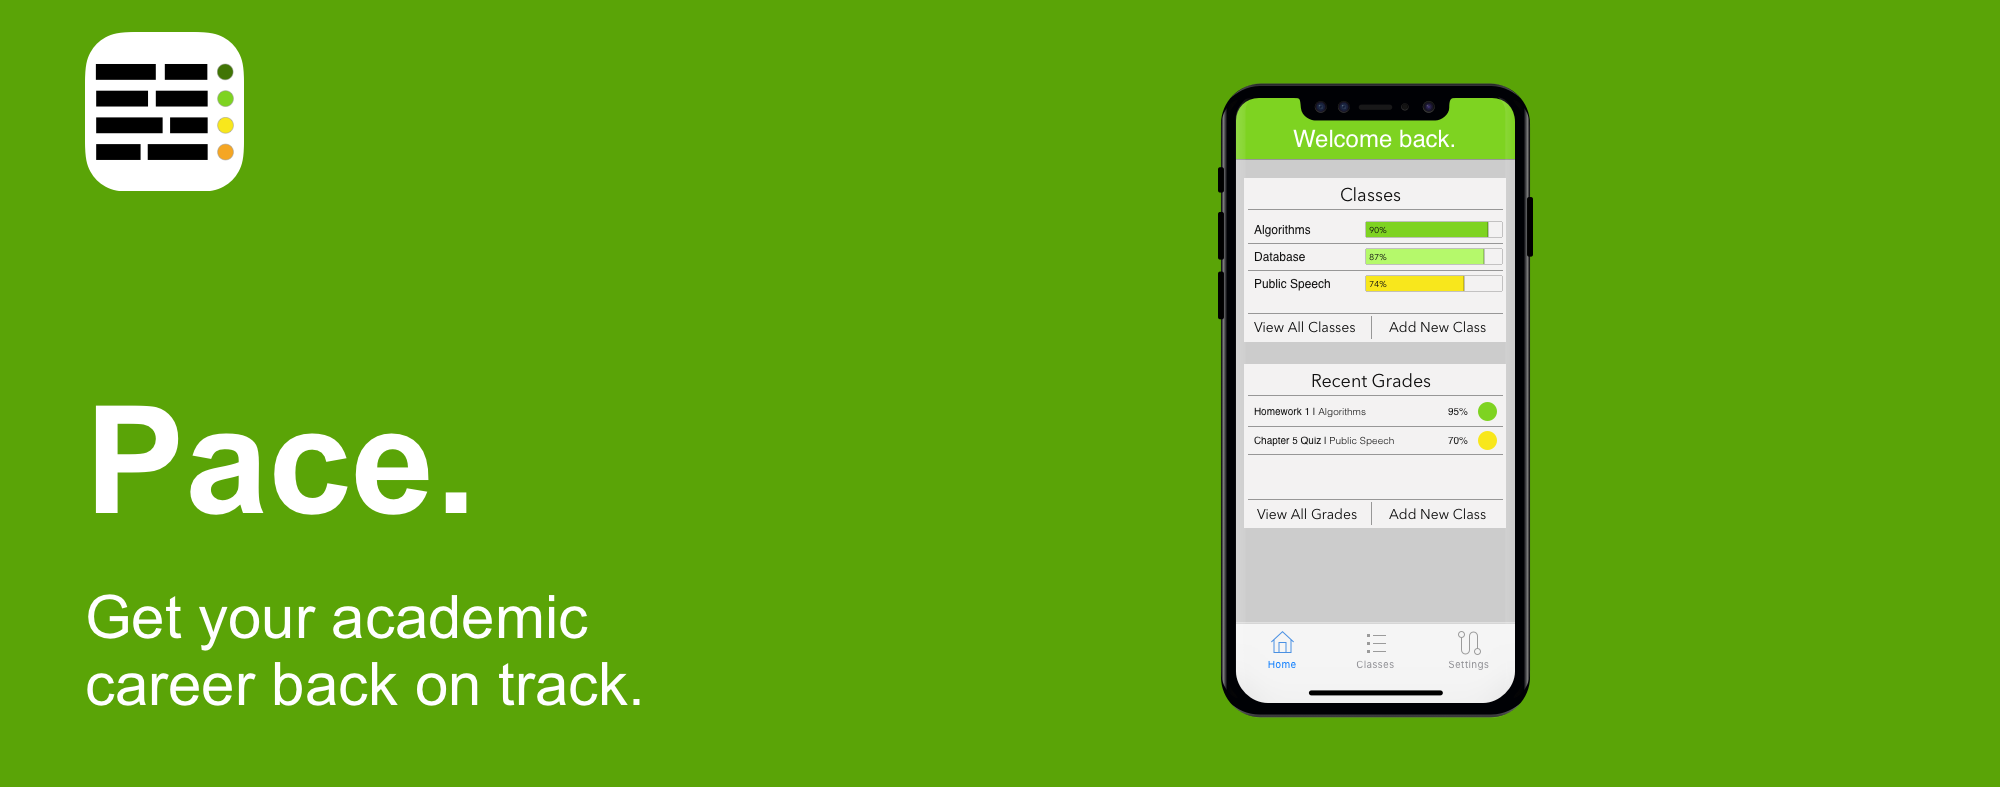 Pace.
Get your academic
career back on track.
Welcome back.
Classes
Algorithms 90%
Database 87%
Public Speech 74%
View All Classes Add New Class
Recent Grades
Homework 1 | Algorithms 95%
Chapter 5 Quiz | Public Speech 70%
View All Grades Add New Class
Home Classes Settings